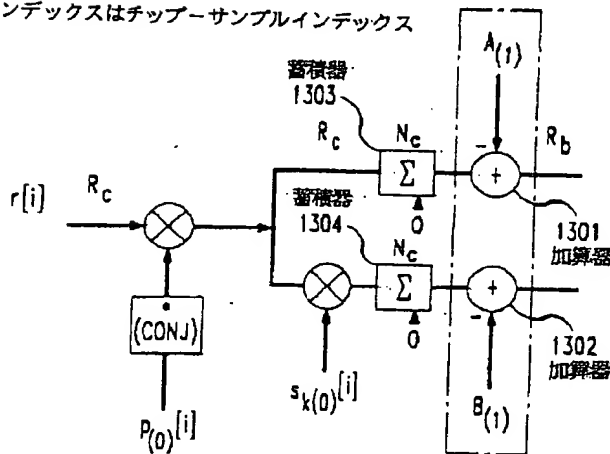 ンデックスはチップーサンプルインデックス
A(1)
蓄積器
1303
Rc
Nc
Σ
0
-
+
Rb
1301
加算器
r[i]
Rc
蓄積器
1304
Nc
Σ
0
-
+
1302
加算器
(CONJ)
sk(0)[i]
B(1)
p(0)[i]